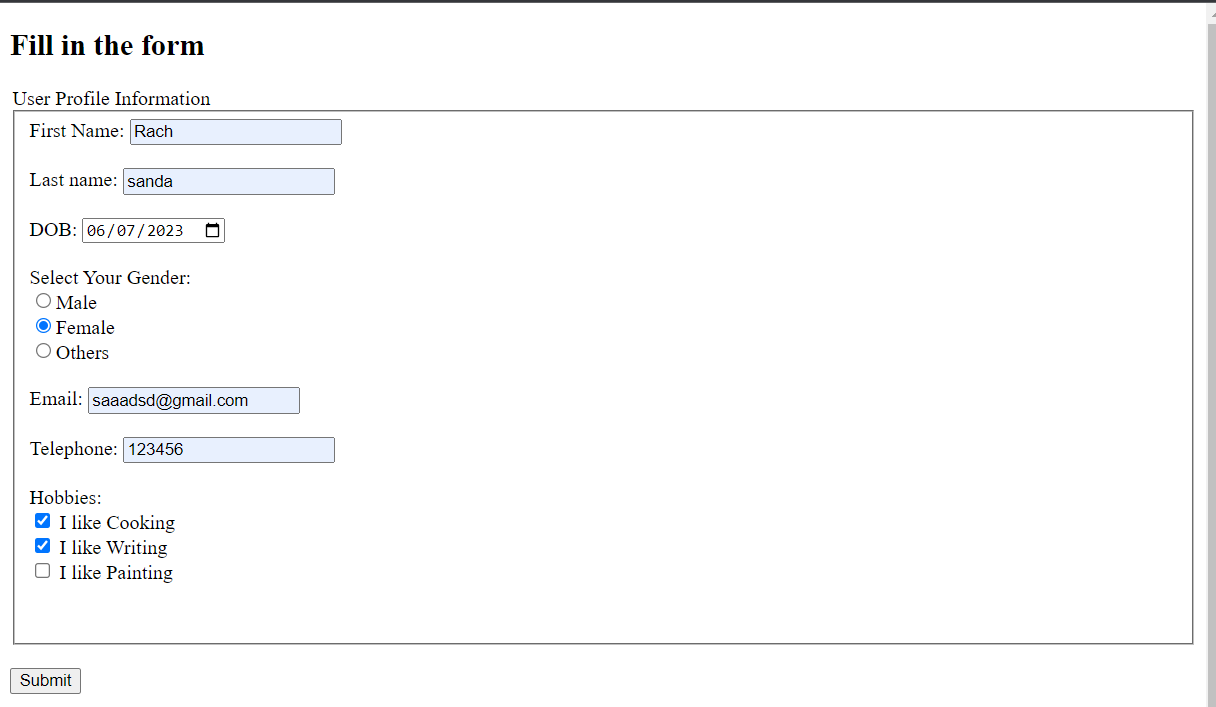 Fill in the form
User Profile Information
First Name: Rach
Last name: sanda
DOB: 06/07/2023
Select Your Gender:
Male
Female
Others
Email: saaadsd@gmail.com
Telephone: 123456
Hobbies:
I like Cooking
I like Writing
I like Painting
Submit